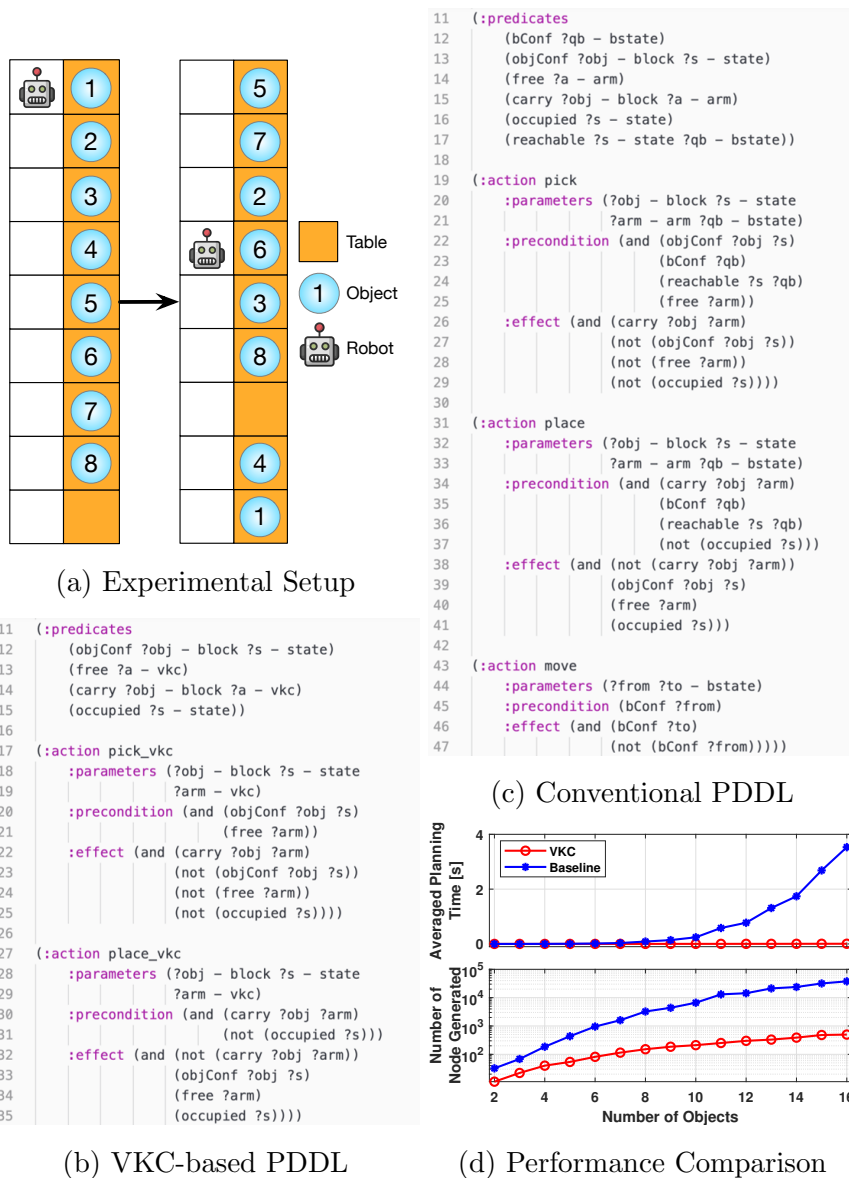 1
2
3
4
5
6
7
8
5
7
2
6
3
8
4
1
Table
1 Object
Robot
(a) Experimental Setup
11 (:predicates
12 (objConf ?obj – block ?s – state)
13 (free ?a – vkc)
14 (carry ?obj – block ?a – vkc)
15 (occupied ?s – state))
16
17 (:action pick_vkc
18 :parameters (?obj – block ?s – state
19 ?arm – vkc)
20 :precondition (and (objConf ?obj ?s)
21 (free ?arm))
22 :effect (and (carry ?obj ?arm)
23 (not (objConf ?obj ?s))
24 (not (free ?arm))
25 (not (occupied ?s))))
26
27 (:action place_vkc
28 :parameters (?obj – block ?s – state
29 ?arm – vkc)
30 :precondition (and (carry ?obj ?arm)
31 (not (occupied ?s)))
32 :effect (and (not (carry ?obj ?arm))
33 (objConf ?obj ?s)
34 (free ?arm)
35 (occupied ?s))))
(b) VKC-based PDDL
11 (:predicates
12 (bConf ?qb – bstate)
13 (objConf ?obj – block ?s – state)
14 (free ?a – arm)
15 (carry ?obj – block ?a – arm)
16 (occupied ?s – state)
17 (reachable ?s – state ?qb – bstate))
18
19 (:action pick
20 :parameters (?obj – block ?s – state
21 ?arm – arm ?qb – bstate)
22 :precondition (and (objConf ?obj ?s)
23 (bConf ?qb)
24 (reachable ?s ?qb)
25 (free ?arm))
26 :effect (and (carry ?obj ?arm)
27 (not (objConf ?obj ?s))
28 (not (free ?arm))
29 (not (occupied ?s))))
30
31 (:action place
32 :parameters (?obj – block ?s – state
33 ?arm – arm ?qb – bstate)
34 :precondition (and (carry ?obj ?arm)
35 (bConf ?qb)
36 (reachable ?s ?qb)
37 (not (occupied ?s)))
38 :effect (and (not (carry ?obj ?arm))
39 (objConf ?obj ?s)
40 (free ?arm)
41 (occupied ?s)))
42
43 (:action move
44 :parameters (?from ?to – bstate)
45 :precondition (bConf ?from)
46 :effect (and (bConf ?to)
47 (not (bConf ?from)))))
(c) Conventional PDDL
Averaged Planning
Time [s]
4
2
0
VKC
Baseline
Number of
Node Generated
10^5
10^4
10^3
10^2
2 4 6 8 10 12 14 16
Number of Objects
(d) Performance Comparison